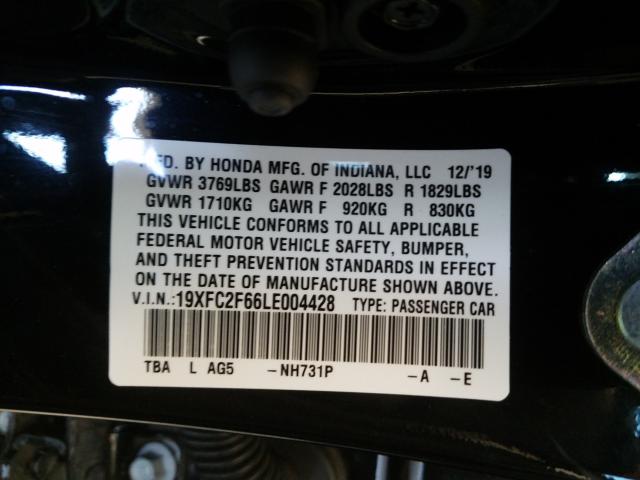 MFD. BY HONDA MFG. OF INDIANA, LLC 12/'19
GVWR 3769LBS GAWR F 2028LBS R 1829LBS
GVWR 1710KG GAWR F 920KG R 830KG
THIS VEHICLE CONFORMS TO ALL APPLICABLE
FEDERAL MOTOR VEHICLE SAFETY, BUMPER,
AND THEFT PREVENTION STANDARDS IN EFFECT
ON THE DATE OF MANUFACTURE SHOWN ABOVE.
V.I.N.:19XFC2F66LE004428 TYPE: PASSENGER CAR
TBA L AG5 -NH731P -A -E